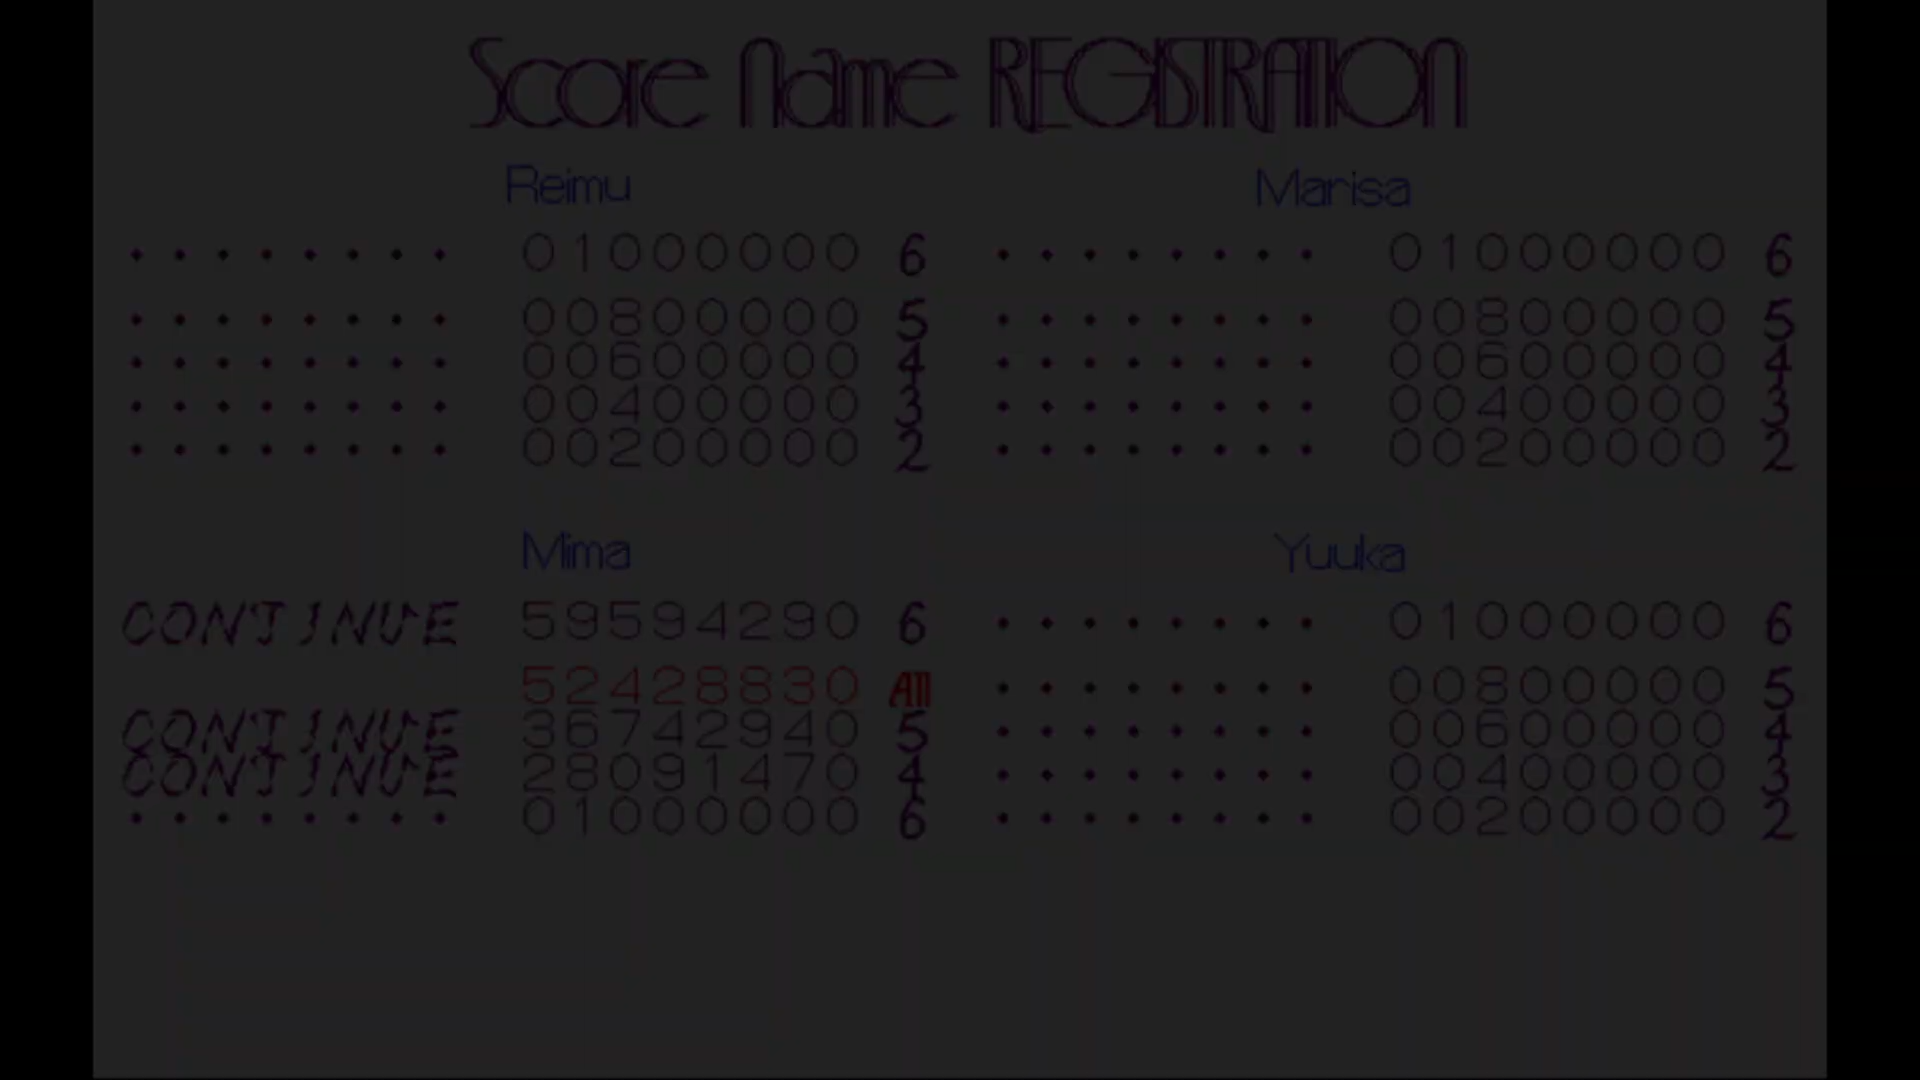 Score Name REGISTRATION
Reimu Marisa
. . . . . . . . 01000000 6 . . . . . . . . 01000000 6
. . . . . . . . 00800000 5 . . . . . . . . 00800000 5
. . . . . . . . 00600000 4 . . . . . . . . 00600000 4
. . . . . . . . 00400000 3 . . . . . . . . 00400000 3
. . . . . . . . 00200000 2 . . . . . . . . 00200000 2
Mima Yuuka
CONTINUE 59594290 6 . . . . . . . . 01000000 6
52428830 All . . . . . . . . 00800000 5
CONTINUE 36742940 5 . . . . . . . . 00600000 4
CONTINUE 28091470 4 . . . . . . . . 00400000 3
. . . . . . . . 01000000 6 . . . . . . . . 00200000 2